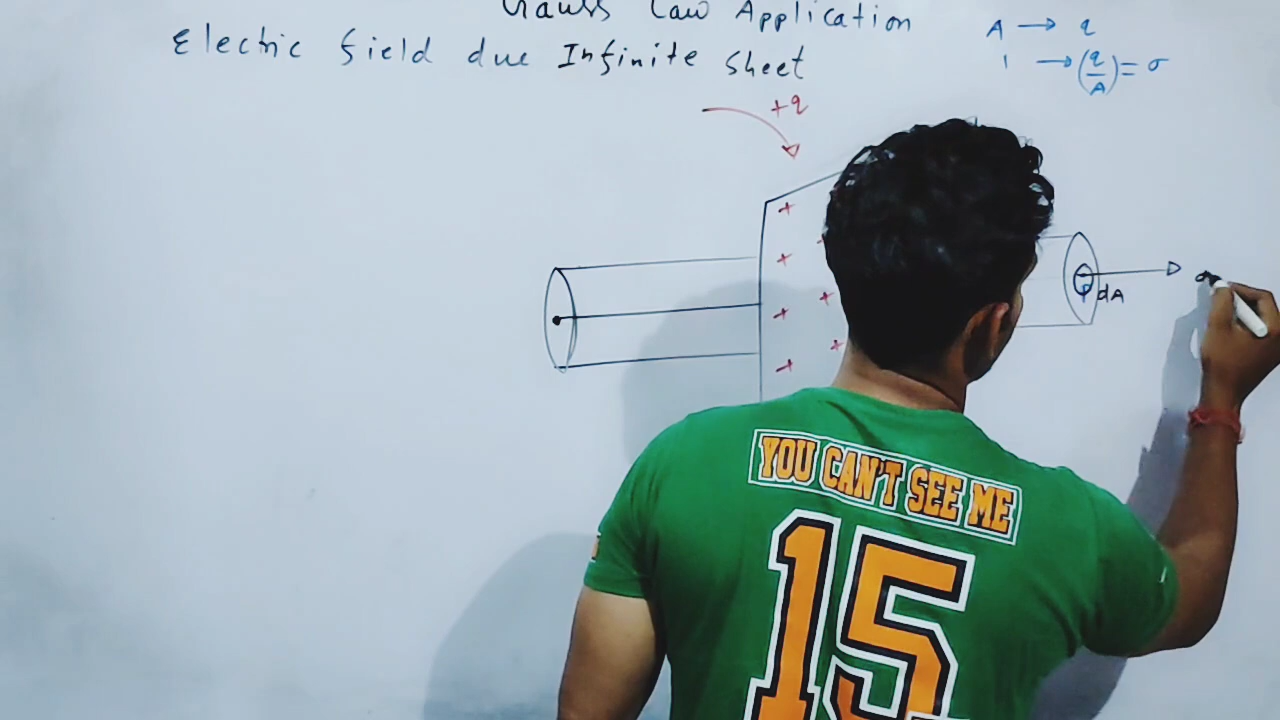 Gauss Law Application
Electric field due Infinite sheet
A → q
1 → (q/A) = σ
+q
dA
YOU CAN'T SEE ME
15